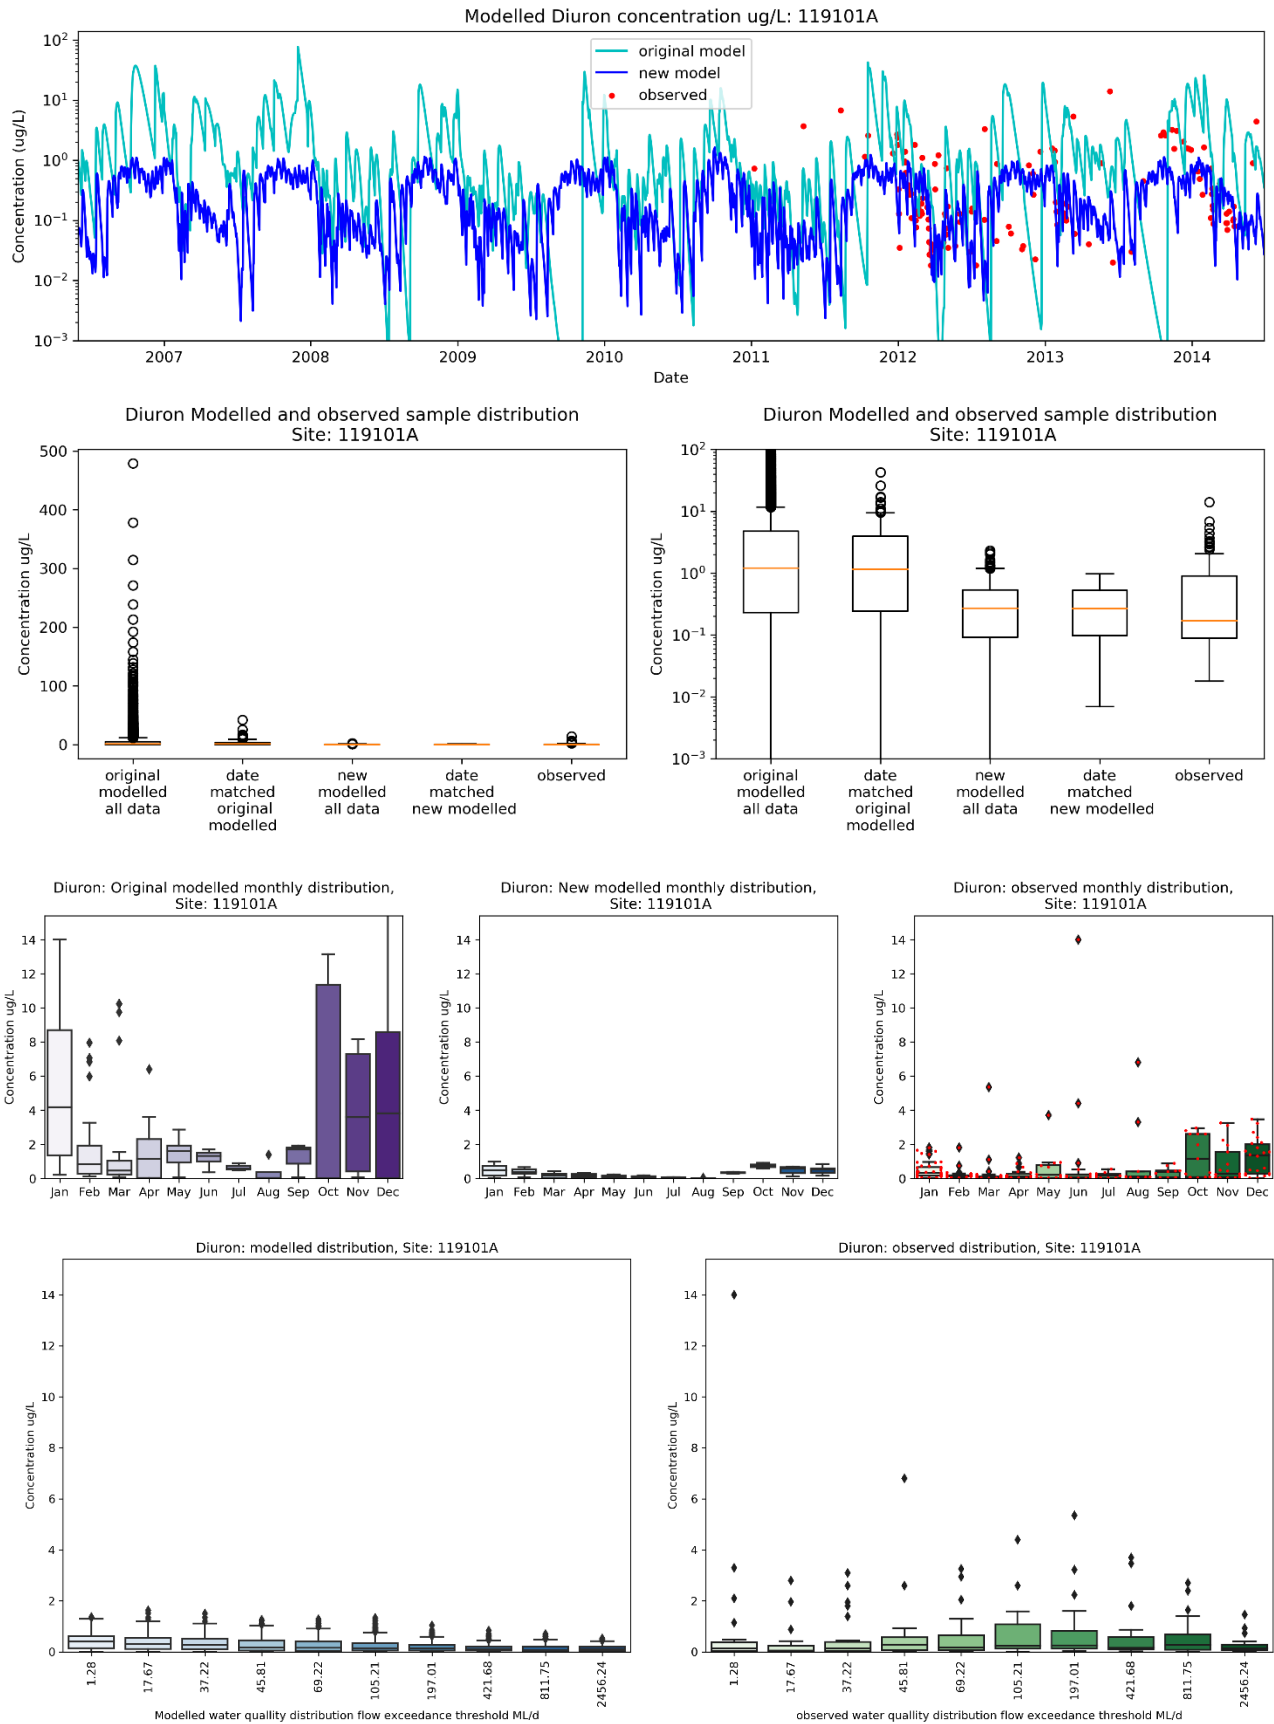 Modelled Diuron concentration ug/L: 119101A
original model
new model
observed
Concentration (ug/L)
10²
10¹
10⁰
10⁻¹
10⁻²
10⁻³
2007 2008 2009 2010 2011 2012 2013 2014
Date
Diuron Modelled and observed sample distribution
Site: 119101A
Concentration ug/L
500
400
300
200
100
0
original modelled all data
date matched original modelled
new modelled all data
date matched new modelled
observed
Diuron Modelled and observed sample distribution
Site: 119101A
Concentration ug/L
10²
10¹
10⁰
10⁻¹
10⁻²
10⁻³
original modelled all data
date matched original modelled
new modelled all data
date matched new modelled
observed
Diuron: Original modelled monthly distribution,
Site: 119101A
Concentration ug/L
14
12
10
8
6
4
2
0
Jan Feb Mar Apr May Jun Jul Aug Sep Oct Nov Dec
Diuron: New modelled monthly distribution,
Site: 119101A
Concentration ug/L
14
12
10
8
6
4
2
0
Jan Feb Mar Apr May Jun Jul Aug Sep Oct Nov Dec
Diuron: observed monthly distribution,
Site: 119101A
Concentration ug/L
14
12
10
8
6
4
2
0
Jan Feb Mar Apr May Jun Jul Aug Sep Oct Nov Dec
Diuron: modelled distribution, Site: 119101A
Concentration ug/L
14
12
10
8
6
4
2
0
1.28 17.67 37.22 45.81 69.22 105.21 197.01 421.68 811.75 2456.24
Modelled water quallity distribution flow exceedance threshold ML/d
Diuron: observed distribution, Site: 119101A
Concentration ug/L
14
12
10
8
6
4
2
0
1.28 17.67 37.22 45.81 69.22 105.21 197.01 421.68 811.75 2456.24
observed water quallity distribution flow exceedance threshold ML/d